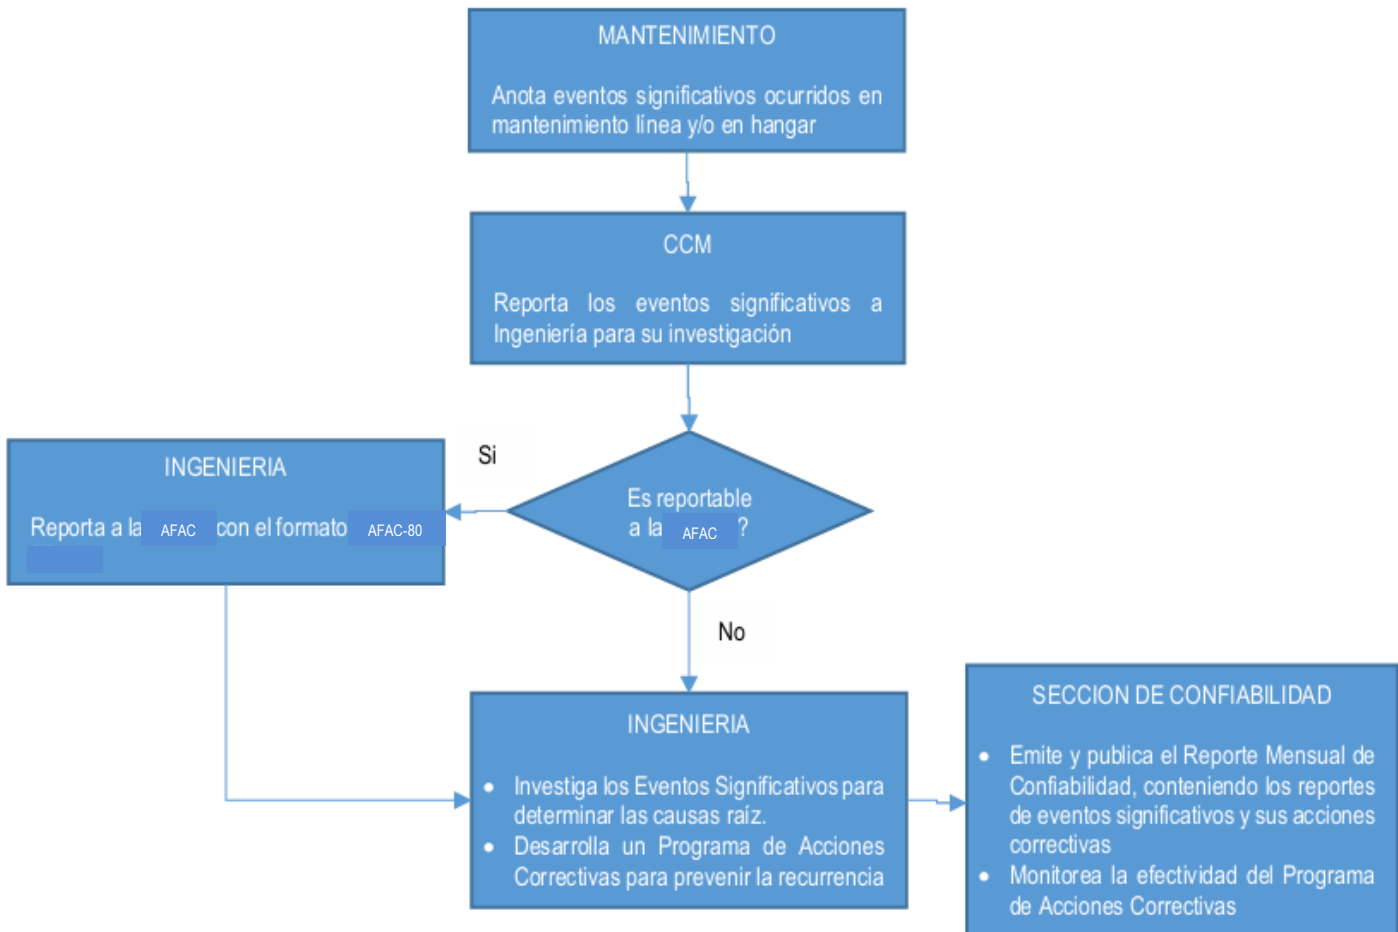 MANTENIMIENTO
Anota eventos significativos ocurridos en
mantenimiento línea y/o en hangar
CCM
Reporta los eventos significativos a
Ingeniería para su investigación
Si
Es reportable
a la AFAC ?
INGENIERIA
Reporta a la AFAC con el formato AFAC-80
No
INGENIERIA
• Investiga los Eventos Significativos para
determinar las causas raíz.
• Desarrolla un Programa de Acciones
Correctivas para prevenir la recurrencia
SECCION DE CONFIABILIDAD
• Emite y publica el Reporte Mensual de
Confiabilidad, conteniendo los reportes
de eventos significativos y sus acciones
correctivas
• Monitorea la efectividad del Programa
de Acciones Correctivas